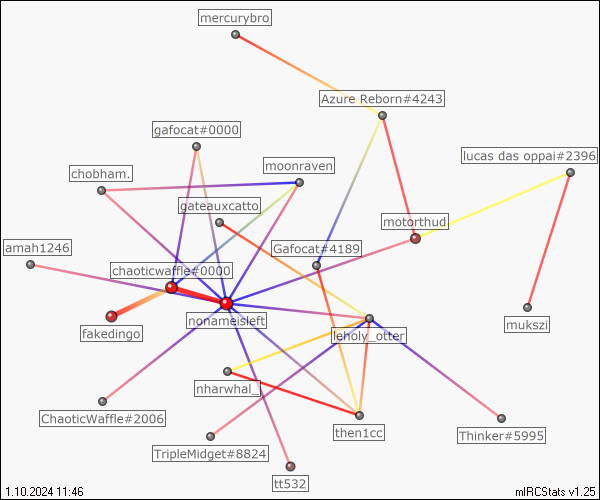 mercurybro
Azure Reborn#4243
gafocat#0000
lucas das oppai#2396
moonraven
chobham.
gateauxcatto
motorthud
amah1246
Gafocat#4189
chaoticwaffle#0000
nonameisleft
mukszi
fakedingo
leholy_otter
nharwhal_
ChaoticWaffle#2006
then1cc
Thinker#5995
TripleMidget#8824
tt532
1.10.2024 11:46
mIRCStats v1.25